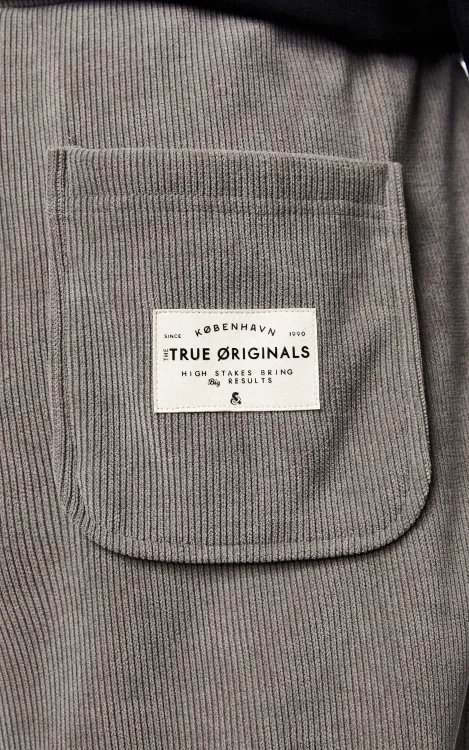 KØBENHAVN
SINCE 1990
THE TRUE ØRIGINALS
HIGH STAKES BRING
Big RESULTS
S.